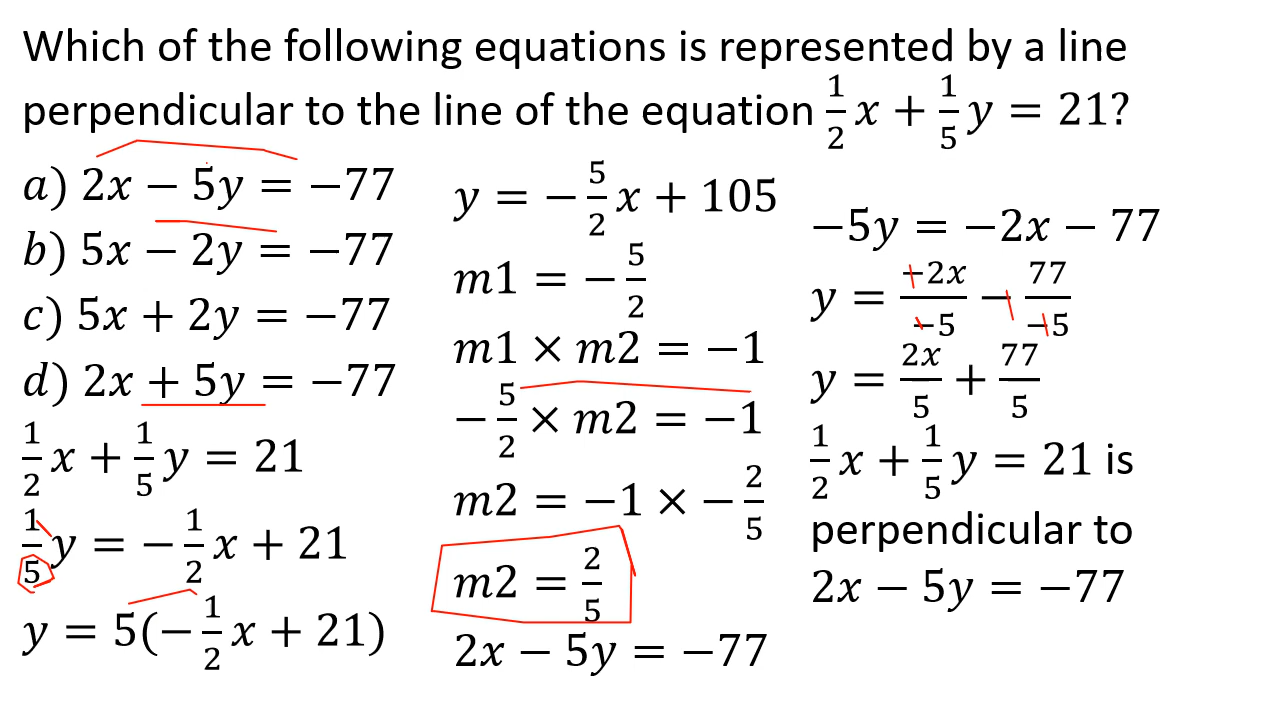 Which of the following equations is represented by a line
perpendicular to the line of the equation 1/2 x + 1/5 y = 21?
a) 2x − 5y = −77
b) 5x − 2y = −77
c) 5x + 2y = −77
d) 2x + 5y = −77
1/2 x + 1/5 y = 21
1/5 y = −1/2 x + 21
y = 5(−1/2 x + 21)
y = −5/2 x + 105
m1 = −5/2
m1 × m2 = −1
−5/2 × m2 = −1
m2 = −1 × −2/5
m2 = 2/5
2x − 5y = −77
−5y = −2x − 77
y = −2x/−5 − 77/−5
y = 2x/5 + 77/5
1/2 x + 1/5 y = 21 is
perpendicular to
2x − 5y = −77